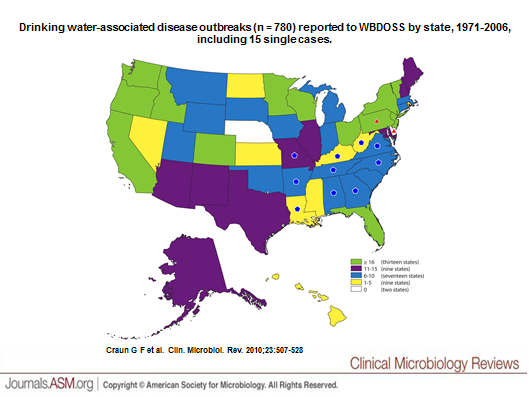 Drinking water-associated disease outbreaks (n = 780) reported to WBDOSS by state, 1971-2006,
including 15 single cases.
≥ 16 (thirteen states)
11-15 (nine states)
6-10 (seventeen states)
1-5 (nine states)
0 (two states)
Craun G F et al. Clin. Microbiol. Rev. 2010;23:507-528
Clinical Microbiology Reviews
Journals.ASM.org | Copyright © American Society for Microbiology. All Rights Reserved.